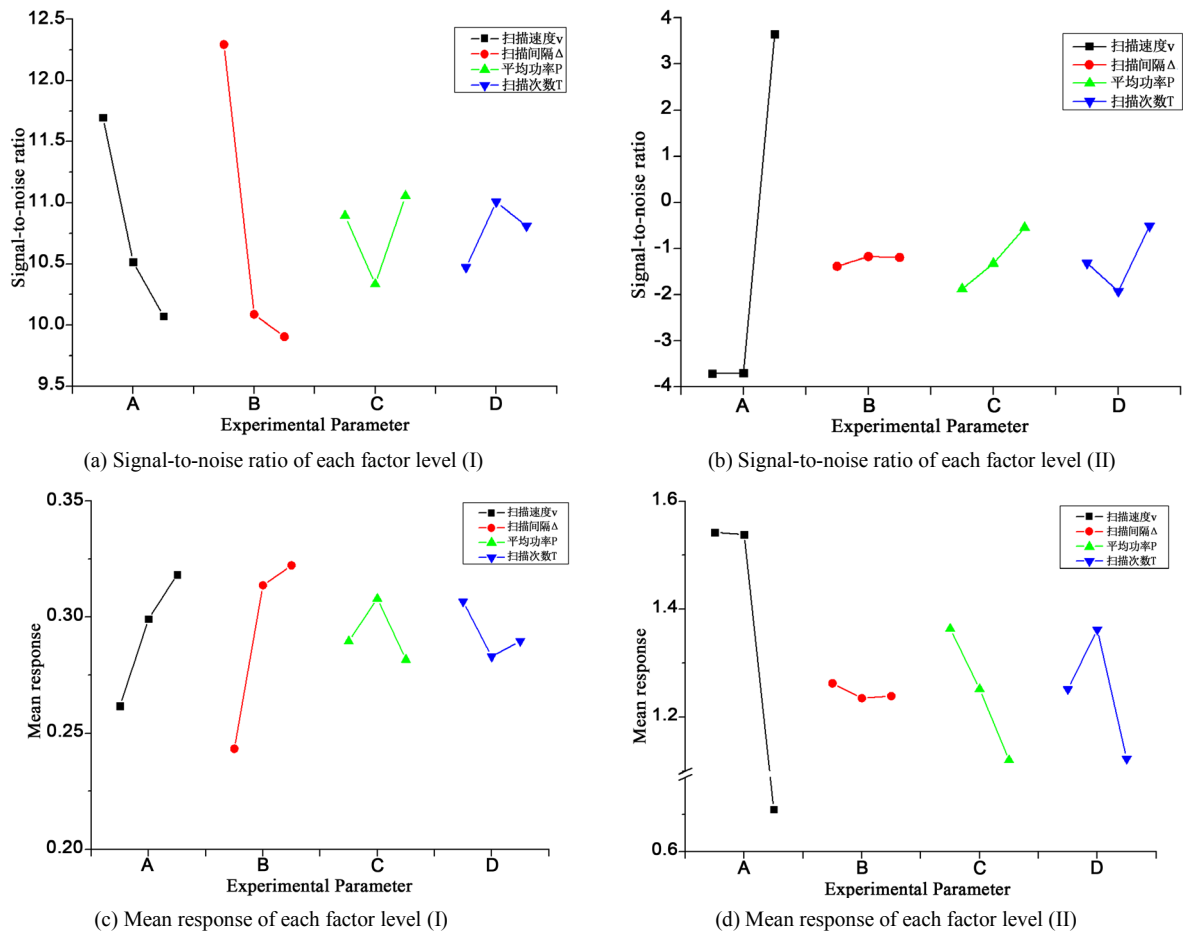 12.5
12.0
11.5
11.0
10.5
10.0
9.5
Signal-to-noise ratio
扫描速度v
扫描间隔Δ
平均功率P
扫描次数T
A B C D
Experimental Parameter
(a) Signal-to-noise ratio of each factor level (I)
4
3
2
1
0
-1
-2
-3
-4
Signal-to-noise ratio
扫描速度v
扫描间隔Δ
平均功率P
扫描次数T
A B C D
Experimental Parameter
(b) Signal-to-noise ratio of each factor level (II)
0.35
0.30
0.25
0.20
Mean response
扫描速度v
扫描间隔Δ
平均功率P
扫描次数T
A B C D
Experimental Parameter
(c) Mean response of each factor level (I)
1.6
1.4
1.2
0.6
Mean response
扫描速度v
扫描间隔Δ
平均功率P
扫描次数T
A B C D
Experimental Parameter
(d) Mean response of each factor level (II)